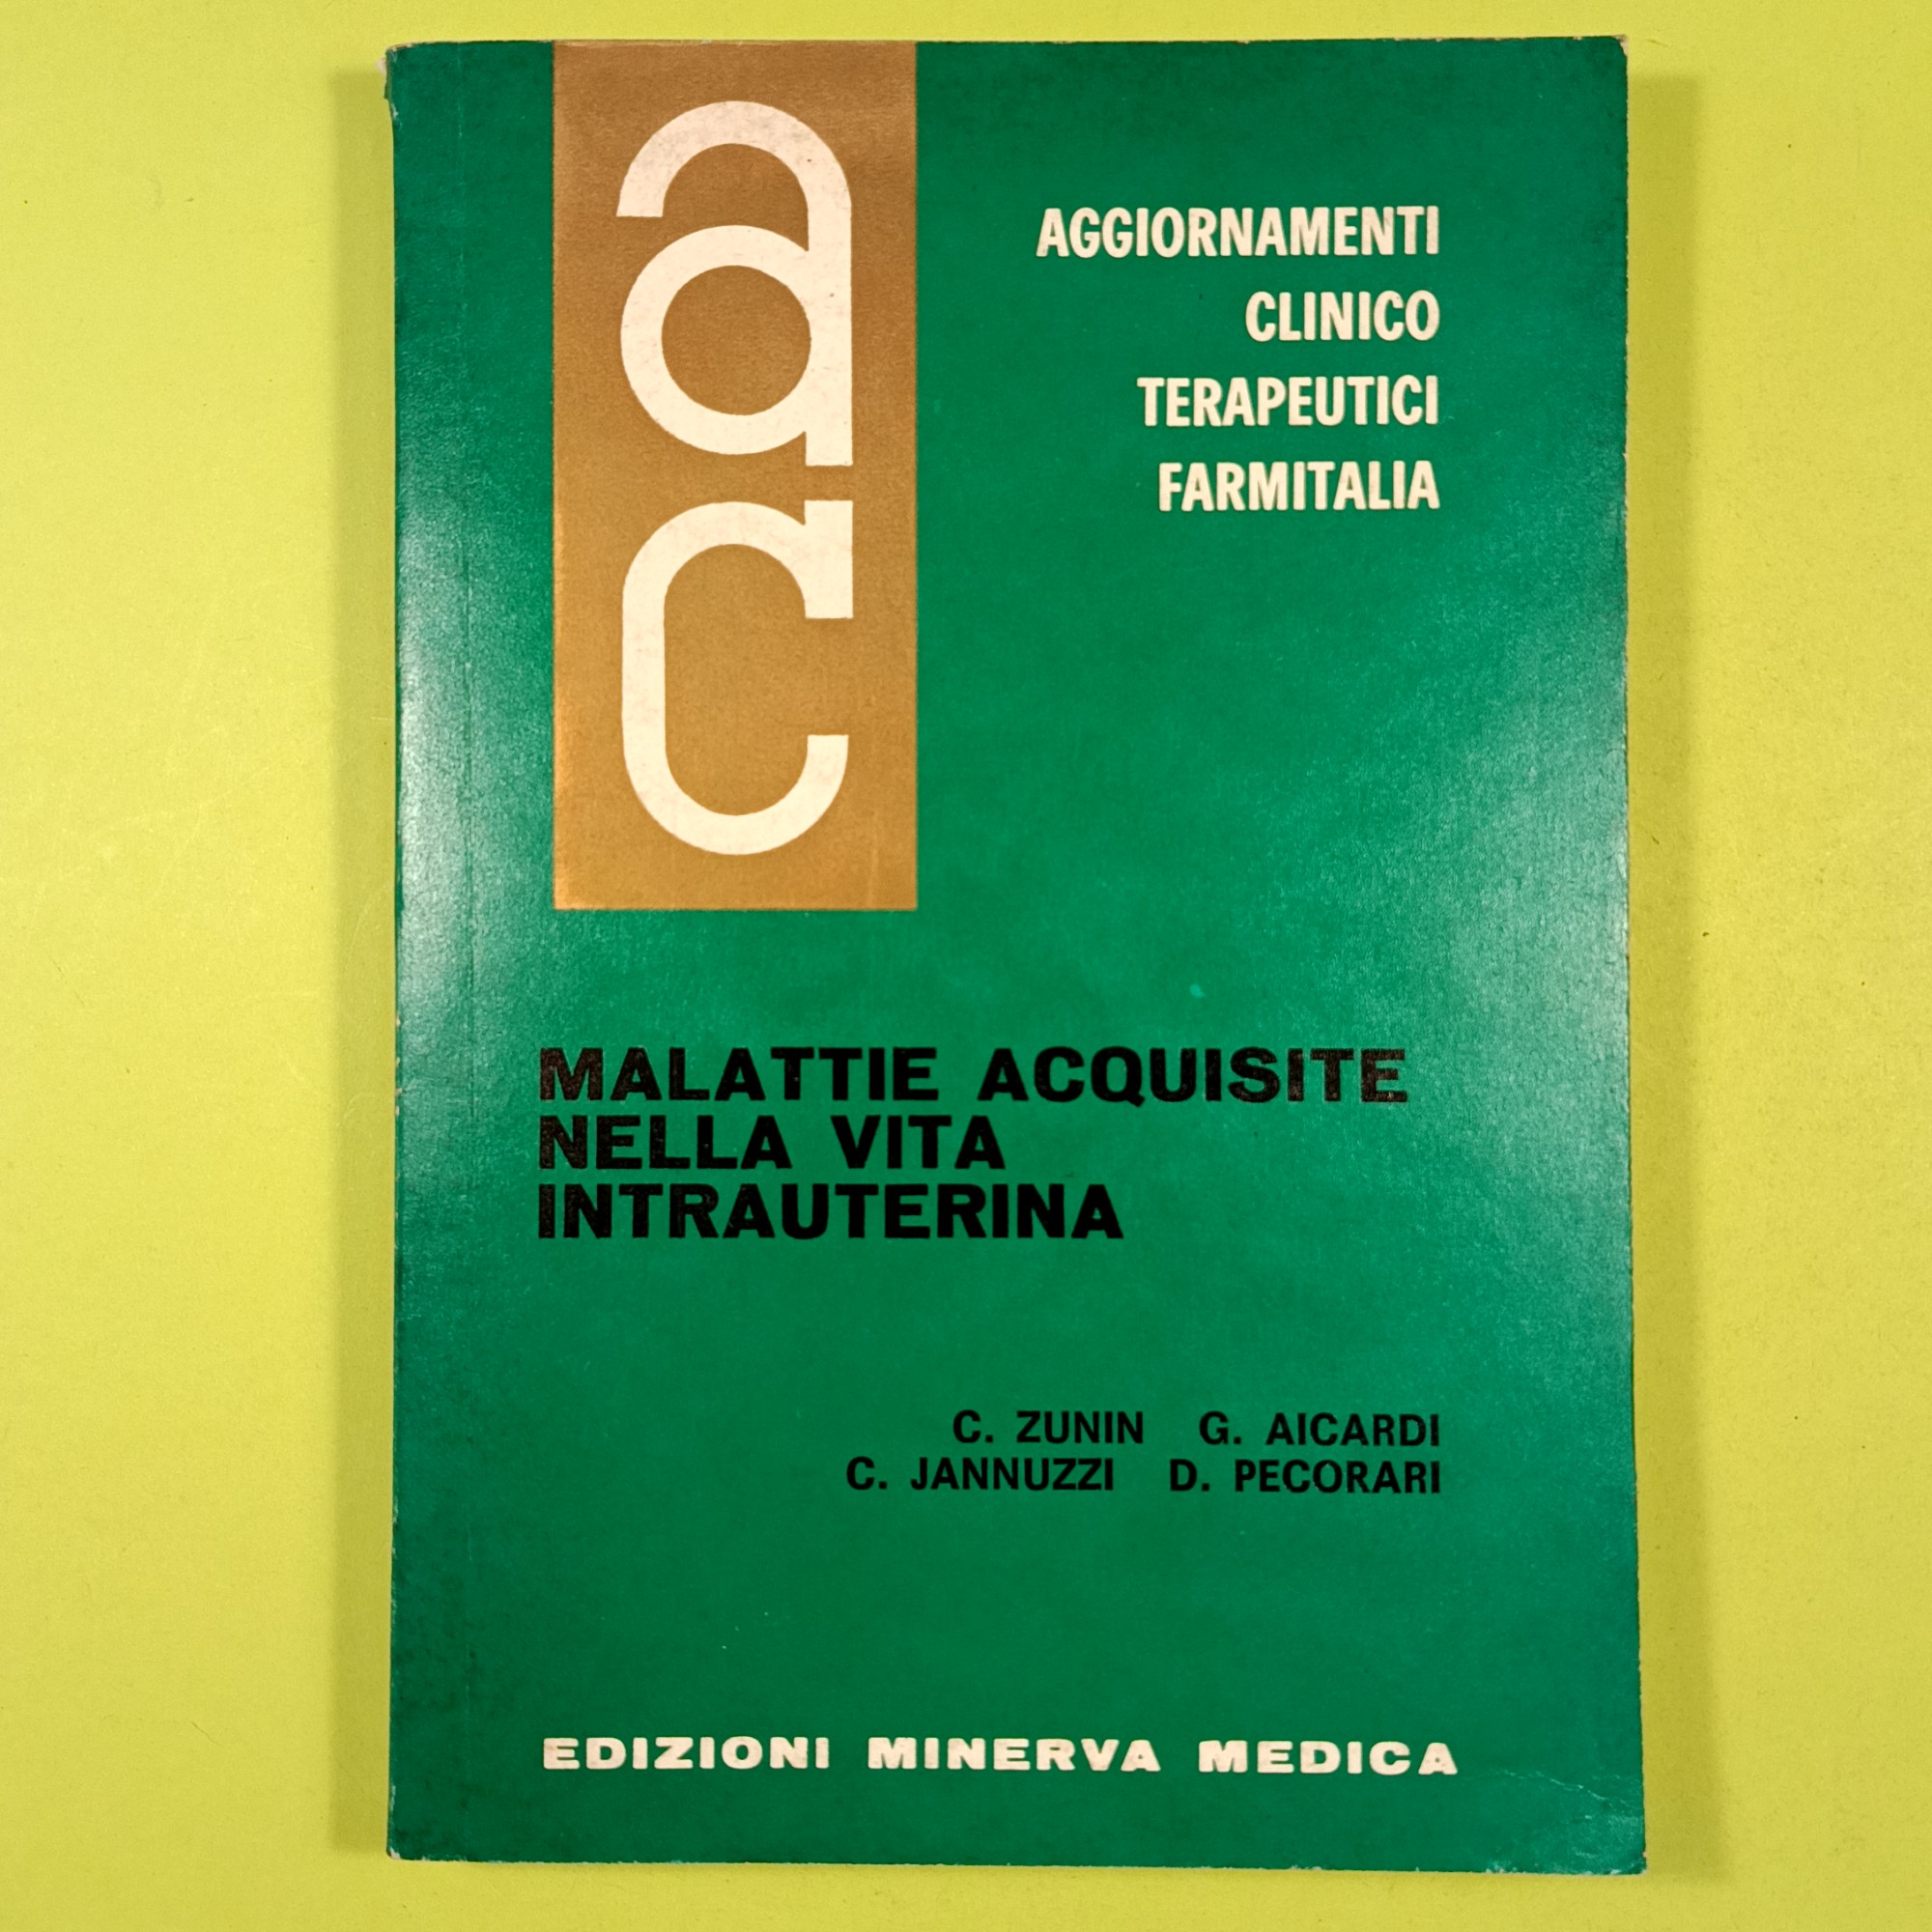 ac
AGGIORNAMENTI
CLINICO
TERAPEUTICI
FARMITALIA
MALATTIE ACQUISITE
NELLA VITA
INTRAUTERINA
C. ZUNIN G. AICARDI
C. JANNUZZI D. PECORARI
EDIZIONI MINERVA MEDICA